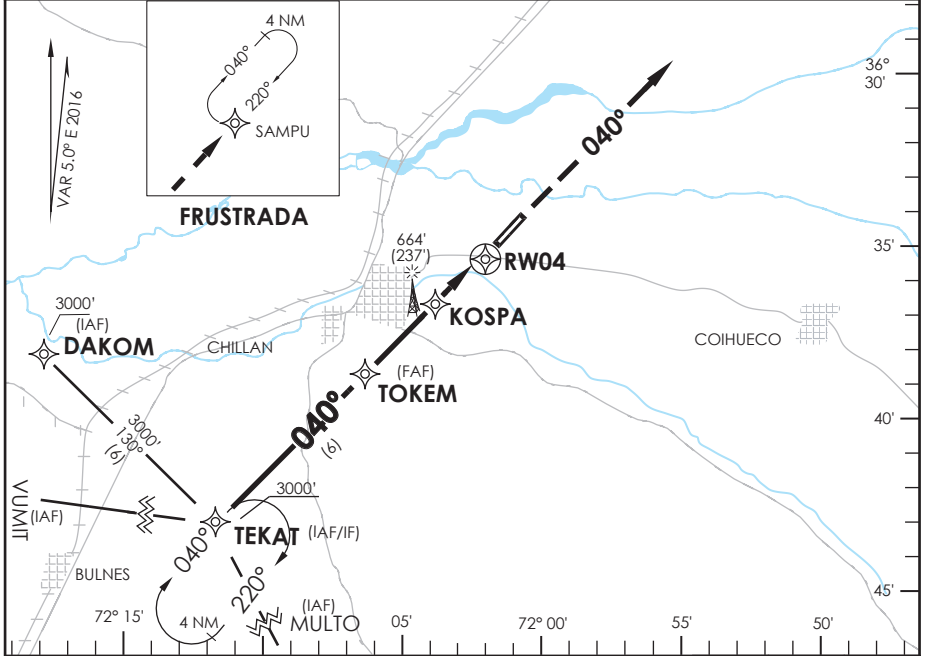 VAR 5.0° E 2016
4 NM
040°
220°
SAMPU
FRUSTRADA
36°
30'
040°
664'
(237')
RW04
35'
3000'
(IAF)
DAKOM
CHILLAN
KOSPA
COIHUECO
(FAF)
TOKEM
3000'
130°
(6)
040°
(6)
40'
3000'
VUMIT
(IAF)
TEKAT (IAF/IF)
040°
220°
BULNES
45'
(IAF)
MULTO
4 NM
72° 15'
05'
72° 00'
55'
50'